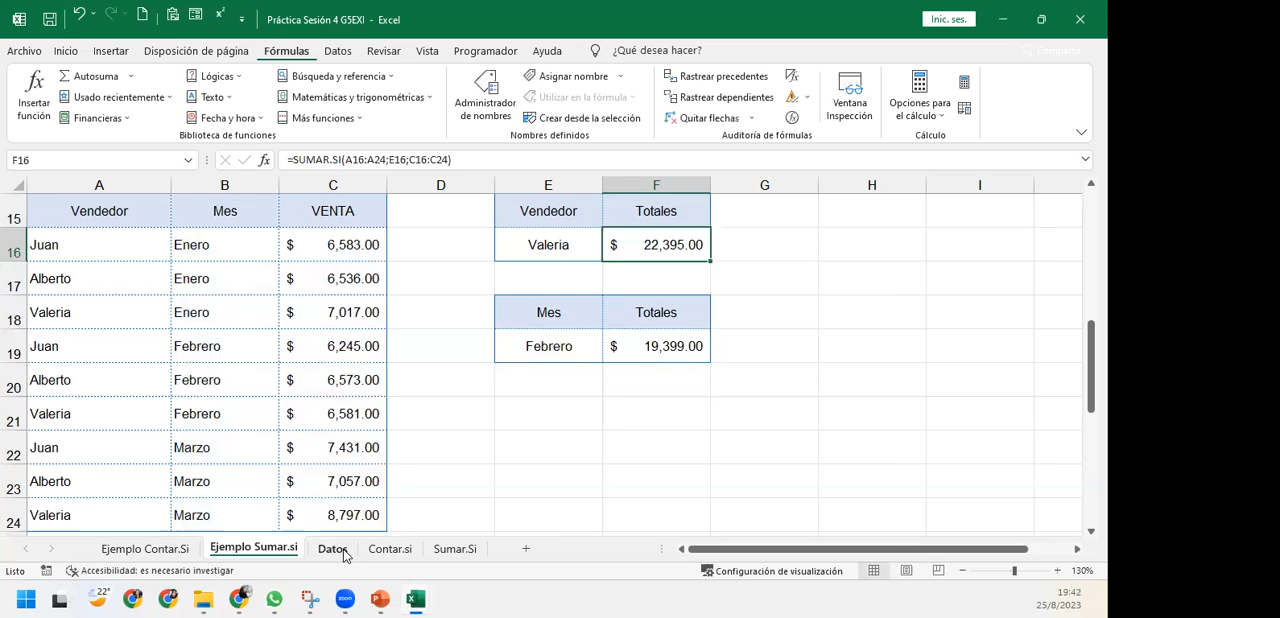 Práctica Sesión 4 G5EXI - Excel
Inic. ses.
Archivo Inicio Insertar Disposición de página Fórmulas Datos Revisar Vista Programador Ayuda ¿Qué desea hacer? Comparte
Insertar función
Autosuma
Usado recientemente
Financieras
Lógicas
Texto
Fecha y hora
Búsqueda y referencia
Matemáticas y trigonométricas
Más funciones
Biblioteca de funciones
Administrador de nombres
Asignar nombre
Utilizar en la fórmula
Crear desde la selección
Nombres definidos
Rastrear precedentes
Rastrear dependientes
Quitar flechas
Auditoría de fórmulas
Ventana Inspección
Opciones para el cálculo
Cálculo
F16 fx =SUMAR.SI(A16:A24;E16;C16:C24)
A B C D E F G H I
15 Vendedor Mes VENTA Vendedor Totales
16 Juan Enero $ 6,583.00 Valeria $ 22,395.00
17 Alberto Enero $ 6,536.00
18 Valeria Enero $ 7,017.00 Mes Totales
19 Juan Febrero $ 6,245.00 Febrero $ 19,399.00
20 Alberto Febrero $ 6,573.00
21 Valeria Febrero $ 6,581.00
22 Juan Marzo $ 7,431.00
23 Alberto Marzo $ 7,057.00
24 Valeria Marzo $ 8,797.00
Ejemplo Contar.Si Ejemplo Sumar.si Datos Contar.si Sumar.Si
Listo Accesibilidad: es necesario investigar Configuración de visualización 130%
22°
zoom
19:42
25/8/2023